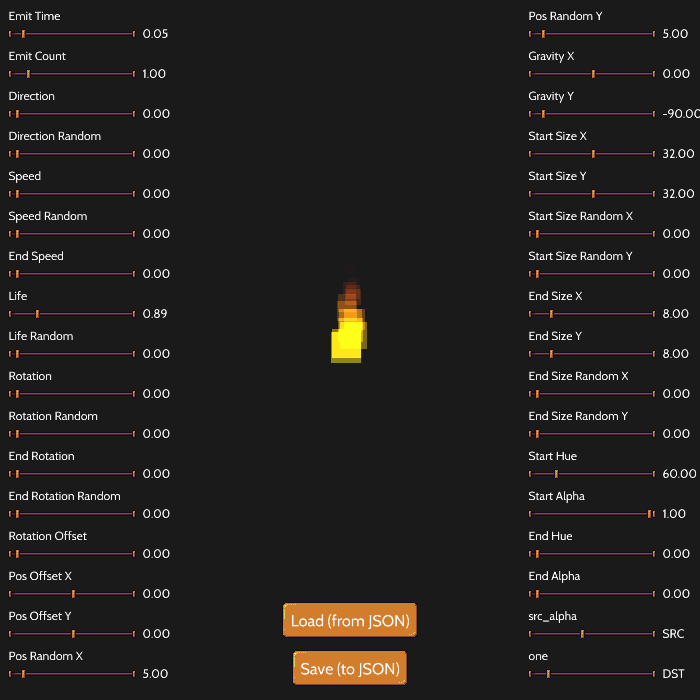 Emit Time
0.05
Emit Count
1.00
Direction
0.00
Direction Random
0.00
Speed
0.00
Speed Random
0.00
End Speed
0.00
Life
0.89
Life Random
0.00
Rotation
0.00
Rotation Random
0.00
End Rotation
0.00
End Rotation Random
0.00
Rotation Offset
0.00
Pos Offset X
0.00
Pos Offset Y
0.00
Pos Random X
5.00
Load (from JSON)
Save (to JSON)
Pos Random Y
5.00
Gravity X
0.00
Gravity Y
-90.00
Start Size X
32.00
Start Size Y
32.00
Start Size Random X
0.00
Start Size Random Y
0.00
End Size X
8.00
End Size Y
8.00
End Size Random X
0.00
End Size Random Y
0.00
Start Hue
60.00
Start Alpha
1.00
End Hue
0.00
End Alpha
0.00
src_alpha
SRC
one
DST